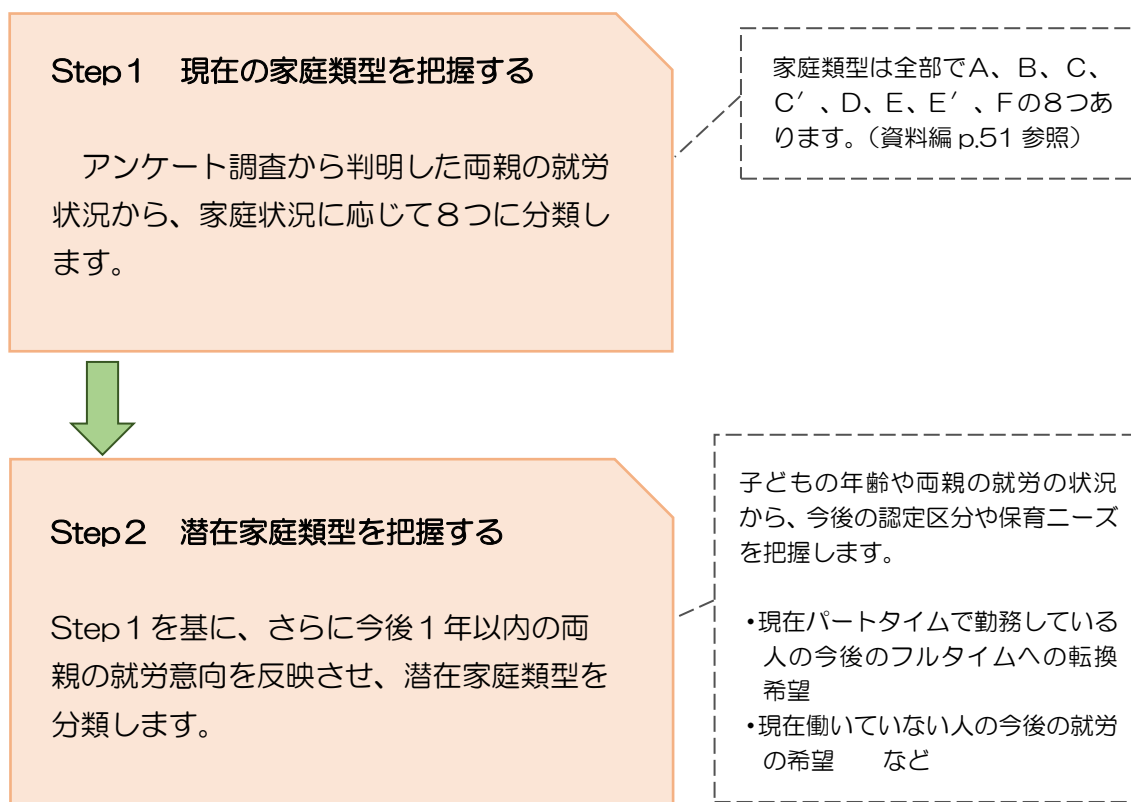 Step1　現在の家庭類型を把握する
　アンケート調査から判明した両親の就労
状況から、家庭状況に応じて８つに分類し
ます。
家庭類型は全部でＡ、Ｂ、Ｃ、
Ｃ′、Ｄ、Ｅ、Ｅ′、Ｆの８つあ
ります。（資料編 p.51 参照）
Step２　潜在家庭類型を把握する
Step１を基に、さらに今後１年以内の両
親の就労意向を反映させ、潜在家庭類型を
分類します。
子どもの年齢や両親の就労の状況
から、今後の認定区分や保育ニーズ
を把握します。
・現在パートタイムで勤務している
人の今後のフルタイムへの転換
希望
・現在働いていない人の今後の就労
の希望　　など